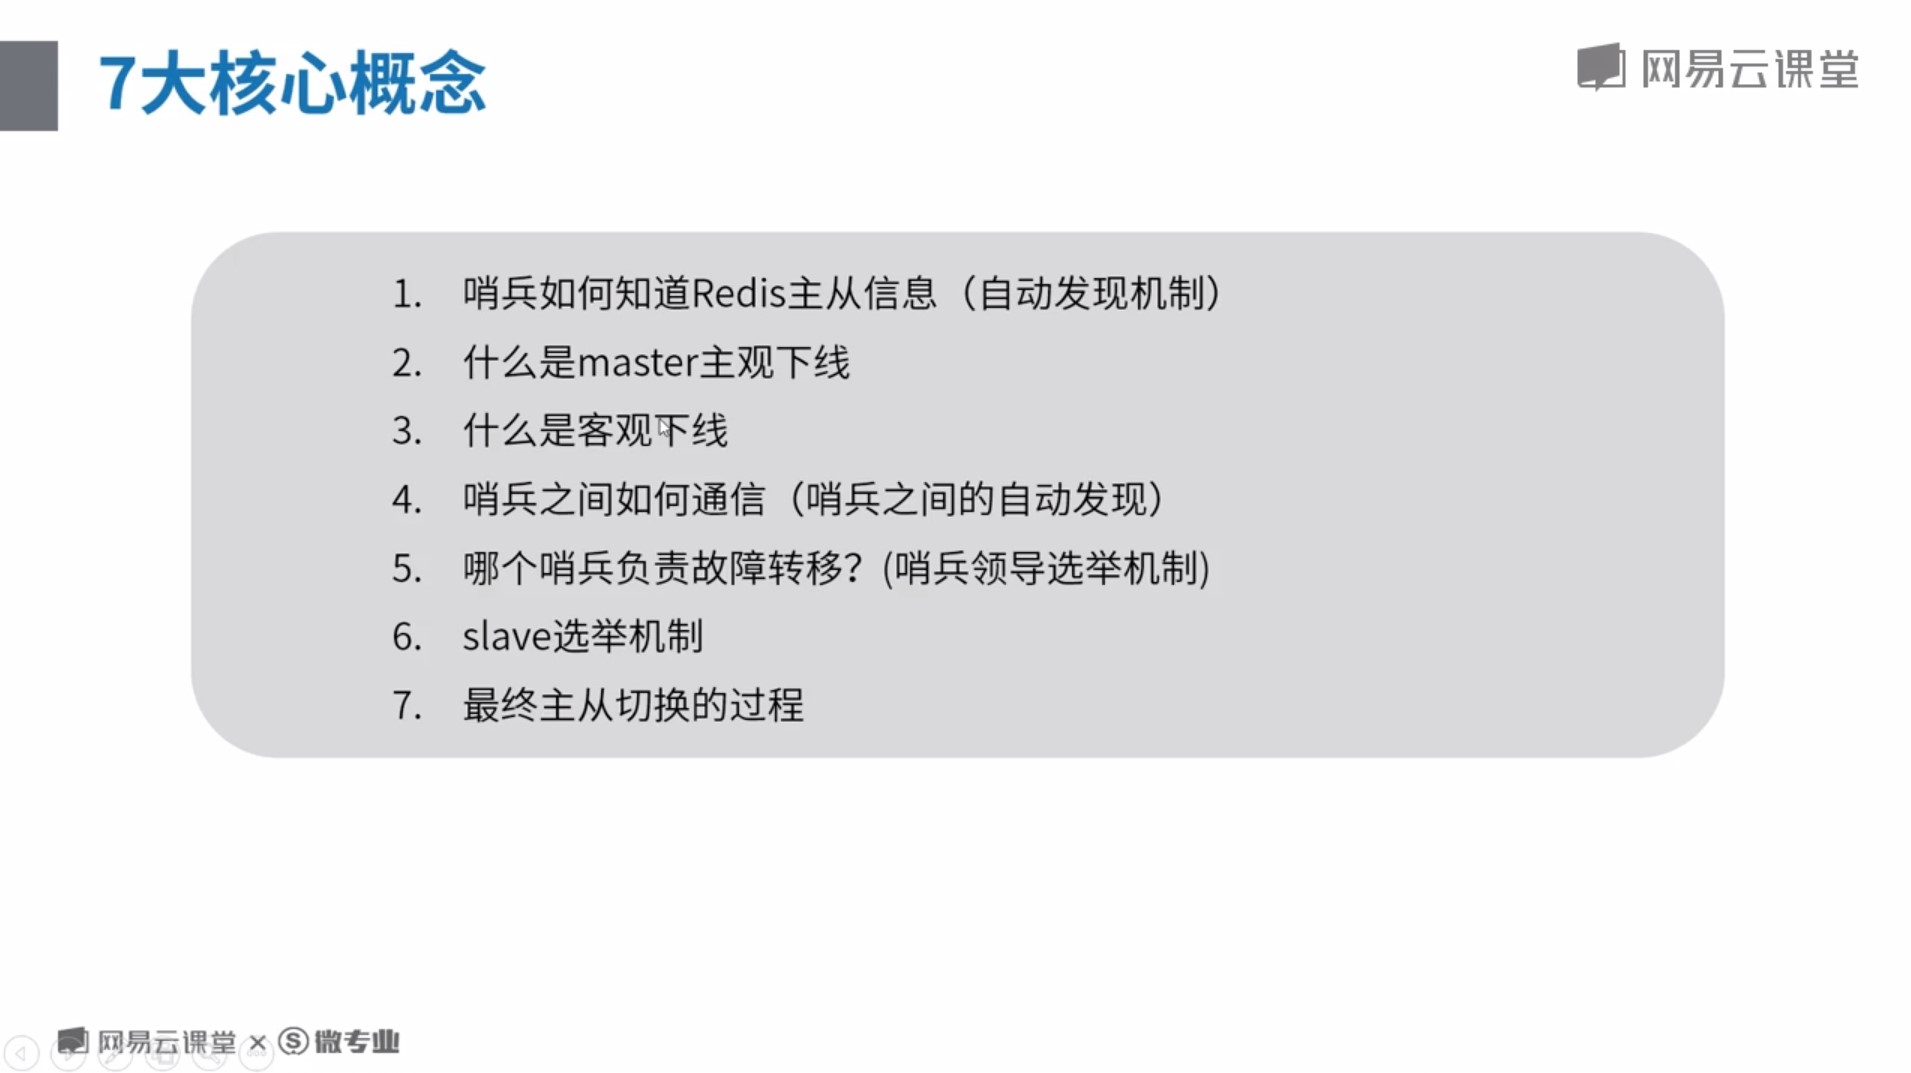 7大核心概念
网易云课堂
1. 哨兵如何知道Redis主从信息（自动发现机制）
2. 什么是master主观下线
3. 什么是客观下线
4. 哨兵之间如何通信（哨兵之间的自动发现）
5. 哪个哨兵负责故障转移？(哨兵领导选举机制)
6. slave选举机制
7. 最终主从切换的过程
网易云课堂 × S 微专业